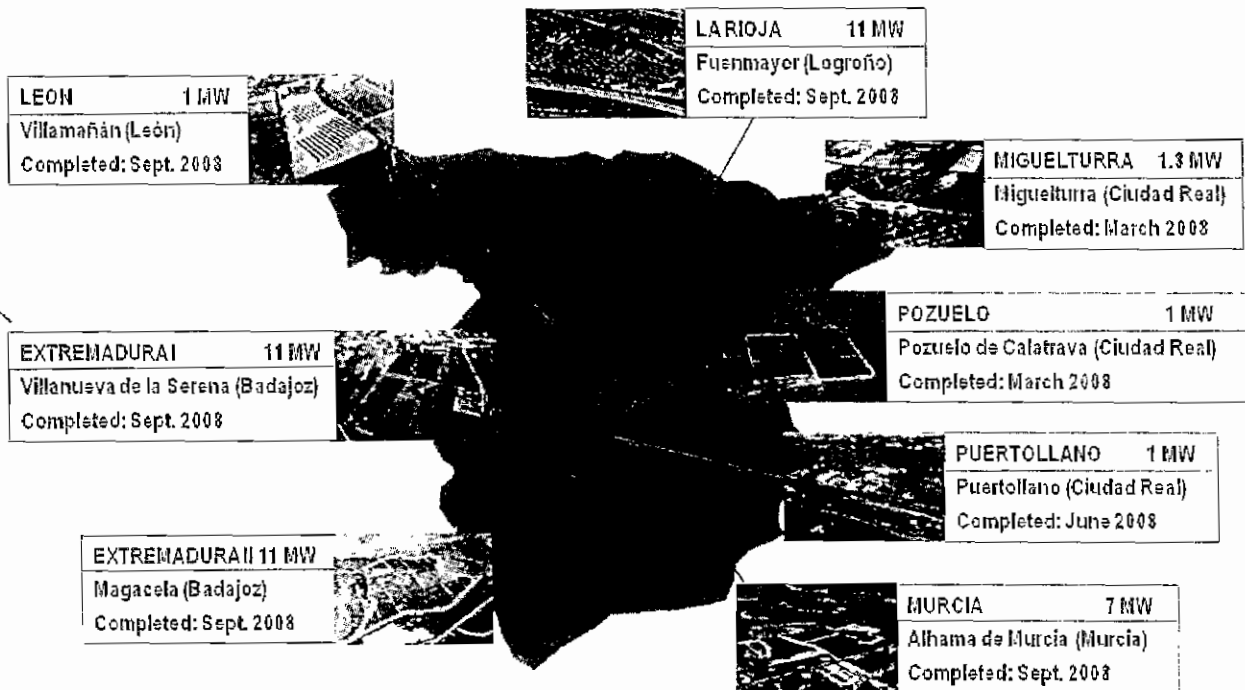 LARIOJA 11 MW
Fuenmayor (Logroño)
Completed: Sept. 2008
LEON 1 MW
Villamañán (León)
Completed: Sept. 2008
MIGUELTURRA 1.3 MW
Miguelturra (Ciudad Real)
Completed: March 2008
POZUELO 1 MW
Pozuelo de Calatrava (Ciudad Real)
Completed: March 2008
EXTREMADURA I 11 MW
Villanueva de la Serena (Badajoz)
Completed: Sept. 2008
PUERTOLLANO 1 MW
Puertollano (Ciudad Real)
Completed: June 2008
EXTREMADURA II 11 MW
Magacela (Badajoz)
Completed: Sept. 2008
MURCIA 7 MW
Alhama de Murcia (Murcia)
Completed: Sept. 2008